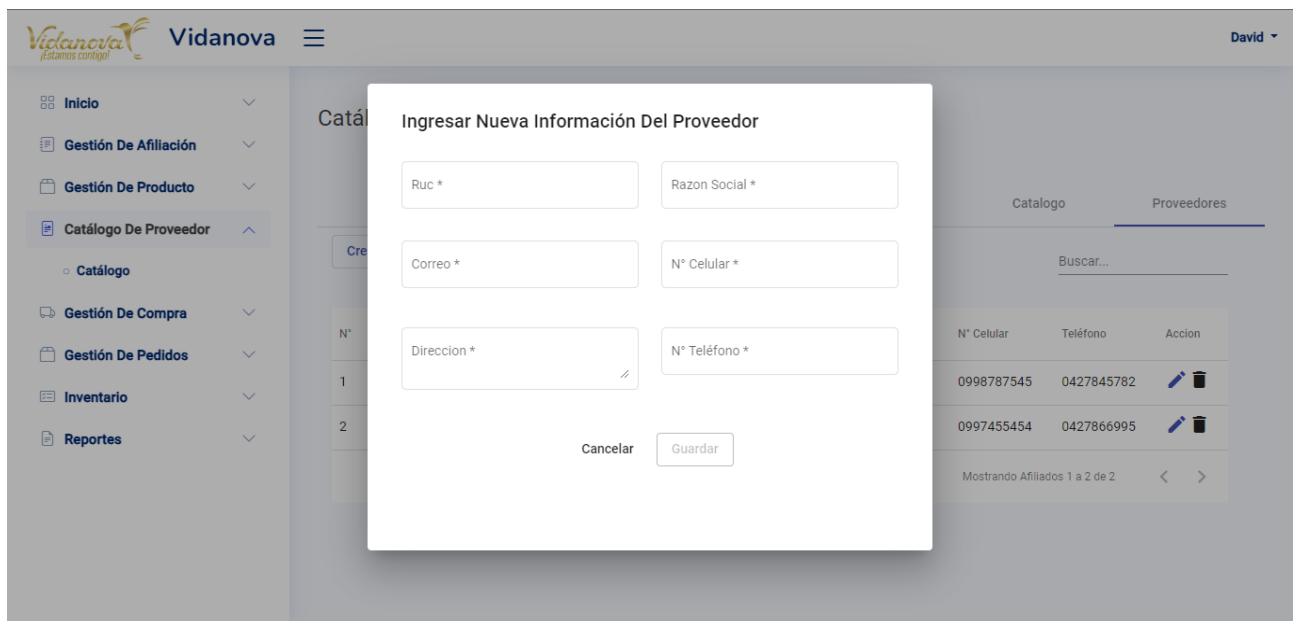 Vidanova
¡Estamos contigo!
Vidanova
David
Inicio
Gestión De Afiliación
Gestión De Producto
Catálogo De Proveedor
Catálogo
Gestión De Compra
Gestión De Pedidos
Inventario
Reportes
Catál
Catalogo Proveedores
Cre
Buscar...
N° N° Celular Teléfono Accion
1 0998787545 0427845782
2 0997455454 0427866995
Mostrando Afiliados 1 a 2 de 2
Ingresar Nueva Información Del Proveedor
Ruc * Razon Social *
Correo * N° Celular *
Direccion * N° Teléfono *
Cancelar Guardar